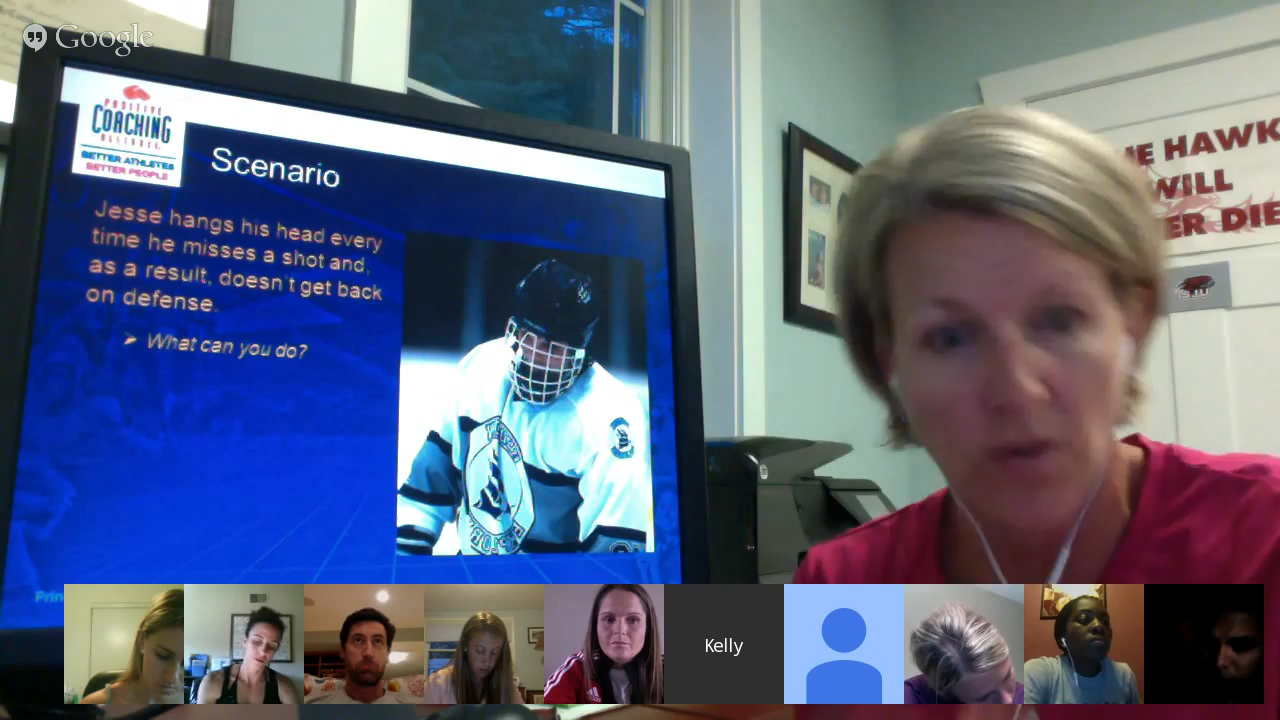 Google
POSITIVE
COACHING
ALLIANCE
BETTER ATHLETES
BETTER PEOPLE
Scenario
Jesse hangs his head every
time he misses a shot and,
as a result, doesn't get back
on defense.
➢ What can you do?
HAWK
WILL
DIE
SJU
Kelly